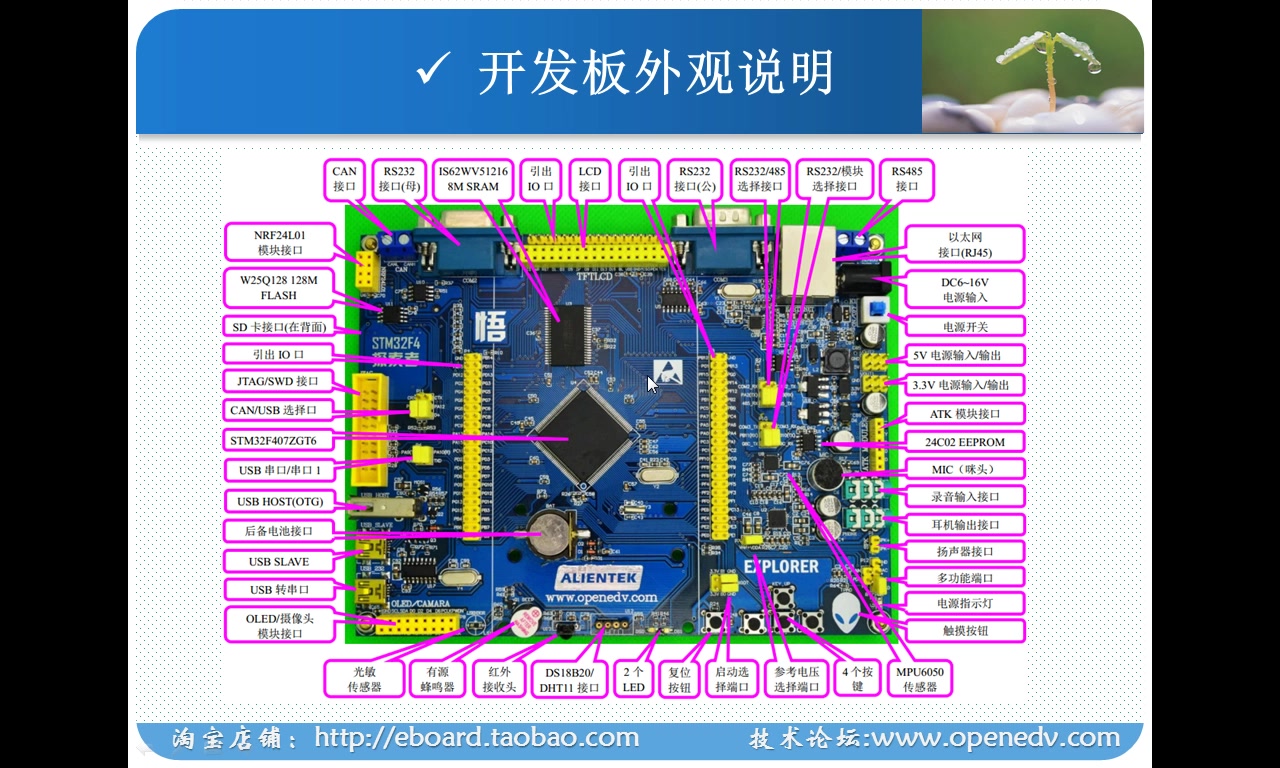 ✓ 开发板外观说明
CAN
接口
RS232
接口(母)
IS62WV51216
8M SRAM
引出
IO 口
LCD
接口
引出
IO 口
RS232
接口(公)
RS232/485
选择接口
RS232/模块
选择接口
RS485
接口
NRF24L01
模块接口
W25Q128 128M
FLASH
SD 卡接口(在背面)
引出 IO 口
JTAG/SWD 接口
CAN/USB 选择口
STM32F407ZGT6
USB 串口/串口 1
USB HOST(OTG)
后备电池接口
USB SLAVE
USB 转串口
OLED/摄像头
模块接口
以太网
接口(RJ45)
DC6~16V
电源输入
电源开关
5V 电源输入/输出
3.3V 电源输入/输出
ATK 模块接口
24C02 EEPROM
MIC（咪头）
录音输入接口
耳机输出接口
扬声器接口
多功能端口
电源指示灯
触摸按钮
TFTLCD
CAN
悟
STM32F4
探索者
USB HOST
USB_SLAVE
OLED/CAMARA
ALIENTEK
www.openedv.com
EXPLORER
KEY_UP
光敏
传感器
有源
蜂鸣器
红外
接收头
DS18B20/
DHT11 接口
2 个
LED
复位
按钮
启动选
择端口
参考电压
选择端口
4 个按
键
MPU6050
传感器
淘宝店铺：http://eboard.taobao.com
技术论坛:www.openedv.com